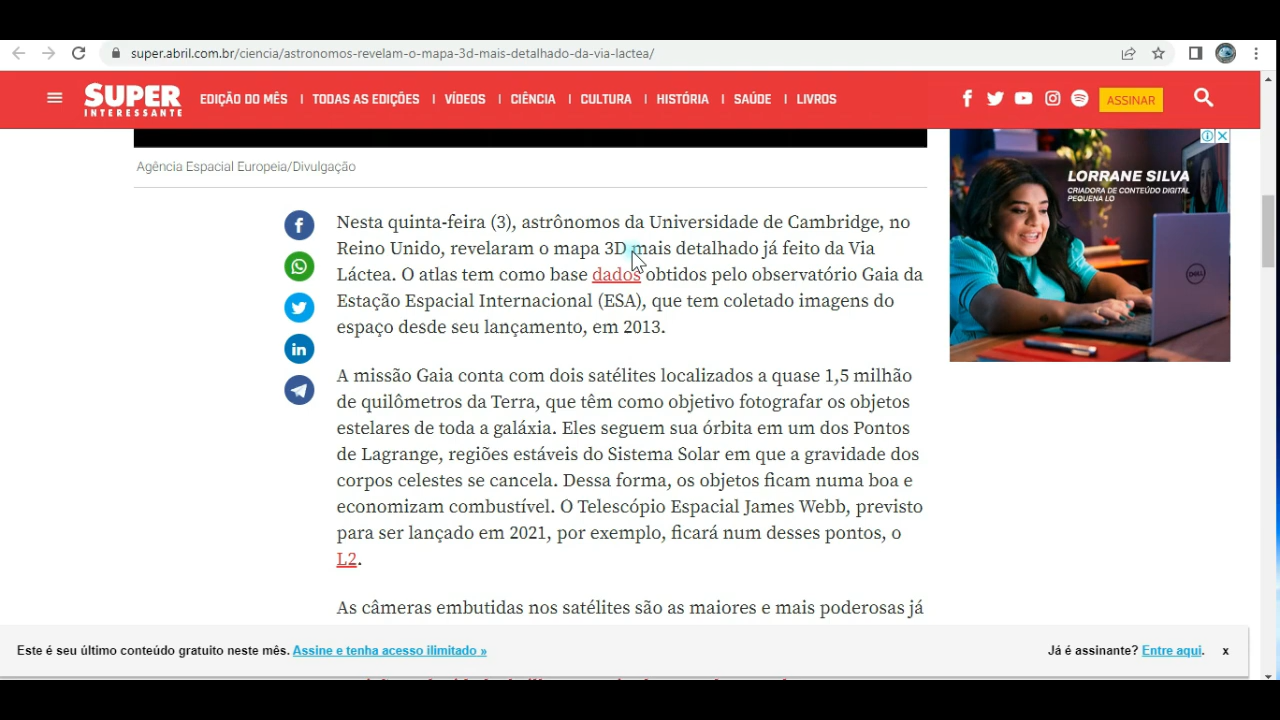 super.abril.com.br/ciencia/astronomos-revelam-o-mapa-3d-mais-detalhado-da-via-lactea/
SUPER
INTERESSANTE
EDIÇÃO DO MÊS | TODAS AS EDIÇÕES | VÍDEOS | CIÊNCIA | CULTURA | HISTÓRIA | SAÚDE | LIVROS
ASSINAR
Agência Espacial Europeia/Divulgação
LORRANE SILVA
CRIADORA DE CONTEÚDO DIGITAL
PEQUENA LO
DELL
Nesta quinta-feira (3), astrônomos da Universidade de Cambridge, no
Reino Unido, revelaram o mapa 3D mais detalhado já feito da Via
Láctea. O atlas tem como base dados obtidos pelo observatório Gaia da
Estação Espacial Internacional (ESA), que tem coletado imagens do
espaço desde seu lançamento, em 2013.
A missão Gaia conta com dois satélites localizados a quase 1,5 milhão
de quilômetros da Terra, que têm como objetivo fotografar os objetos
estelares de toda a galáxia. Eles seguem sua órbita em um dos Pontos
de Lagrange, regiões estáveis do Sistema Solar em que a gravidade dos
corpos celestes se cancela. Dessa forma, os objetos ficam numa boa e
economizam combustível. O Telescópio Espacial James Webb, previsto
para ser lançado em 2021, por exemplo, ficará num desses pontos, o
L2.
As câmeras embutidas nos satélites são as maiores e mais poderosas já
Este é seu último conteúdo gratuito neste mês. Assine e tenha acesso ilimitado »
Já é assinante? Entre aqui. x